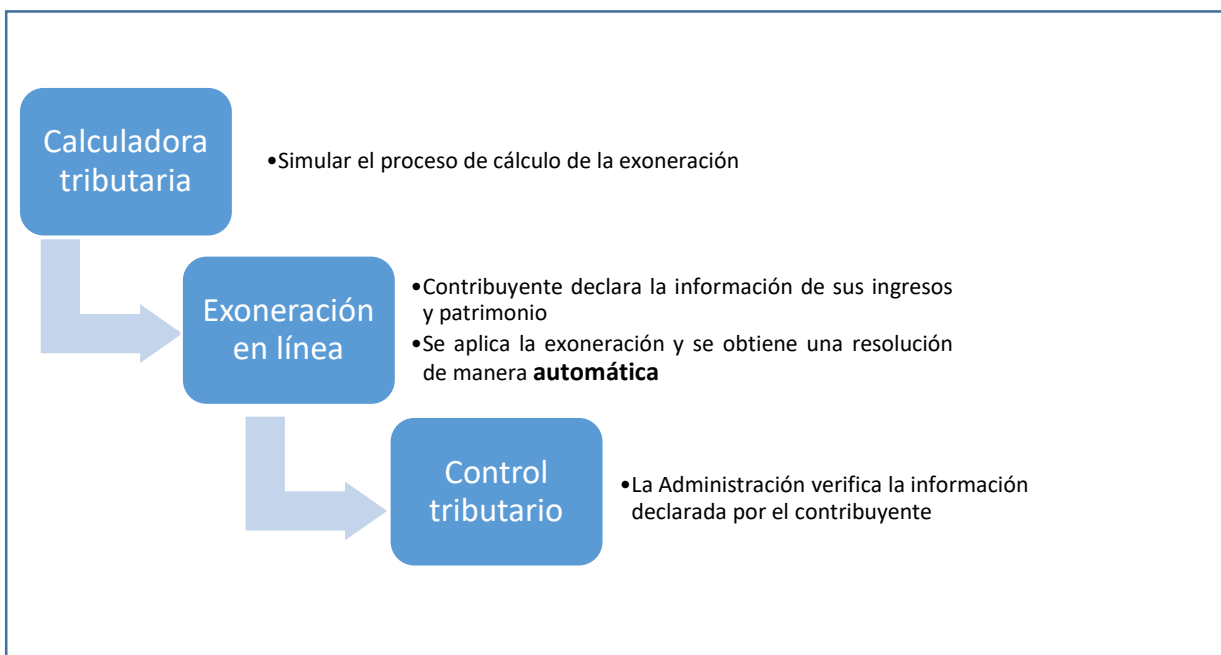 Calculadora
tributaria
•Simular el proceso de cálculo de la exoneración
Exoneración
en línea
•Contribuyente declara la información de sus ingresos
y patrimonio
•Se aplica la exoneración y se obtiene una resolución
de manera automática
Control
tributario
•La Administración verifica la información
declarada por el contribuyente